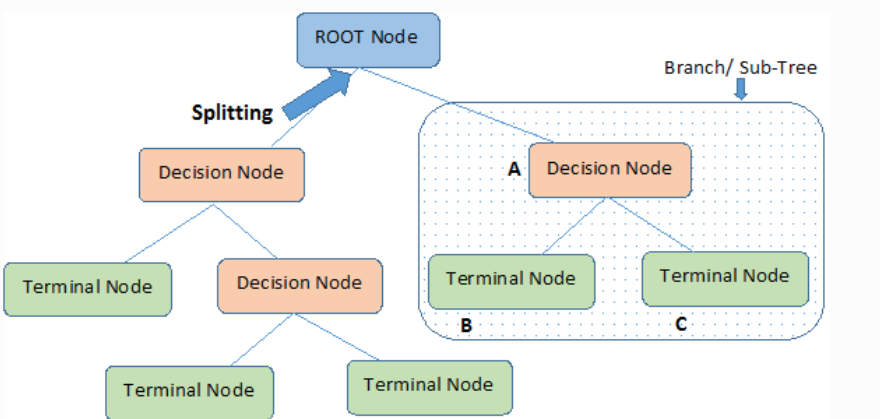 ROOT Node
Branch/ Sub-Tree
Splitting
Decision Node
A
Decision Node
Terminal Node
Decision Node
Terminal Node
Terminal Node
B
C
Terminal Node
Terminal Node